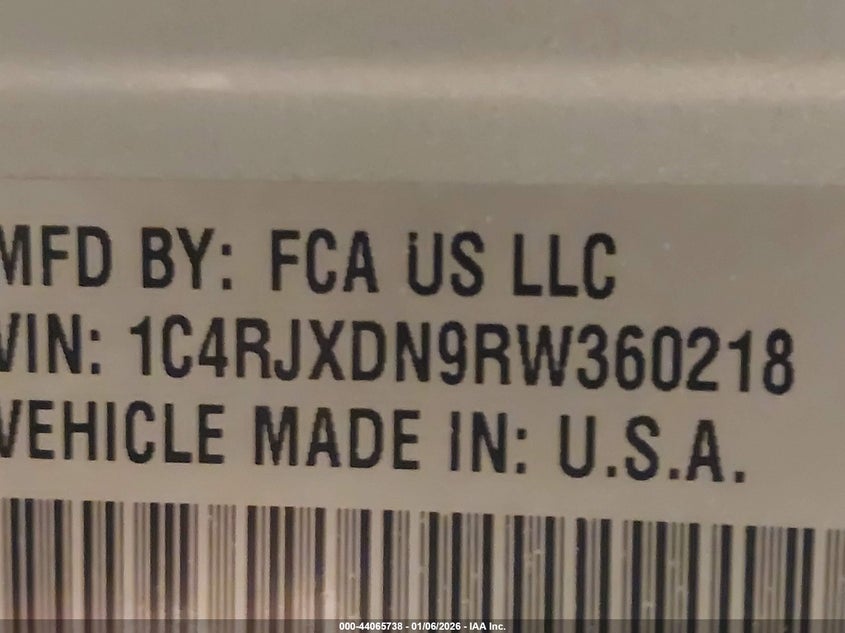 MFD BY: FCA US LLC
VIN: 1C4RJXDN9RW360218
VEHICLE MADE IN: U.S.A.
000-44065738 - 01/06/2026 - IAA Inc.